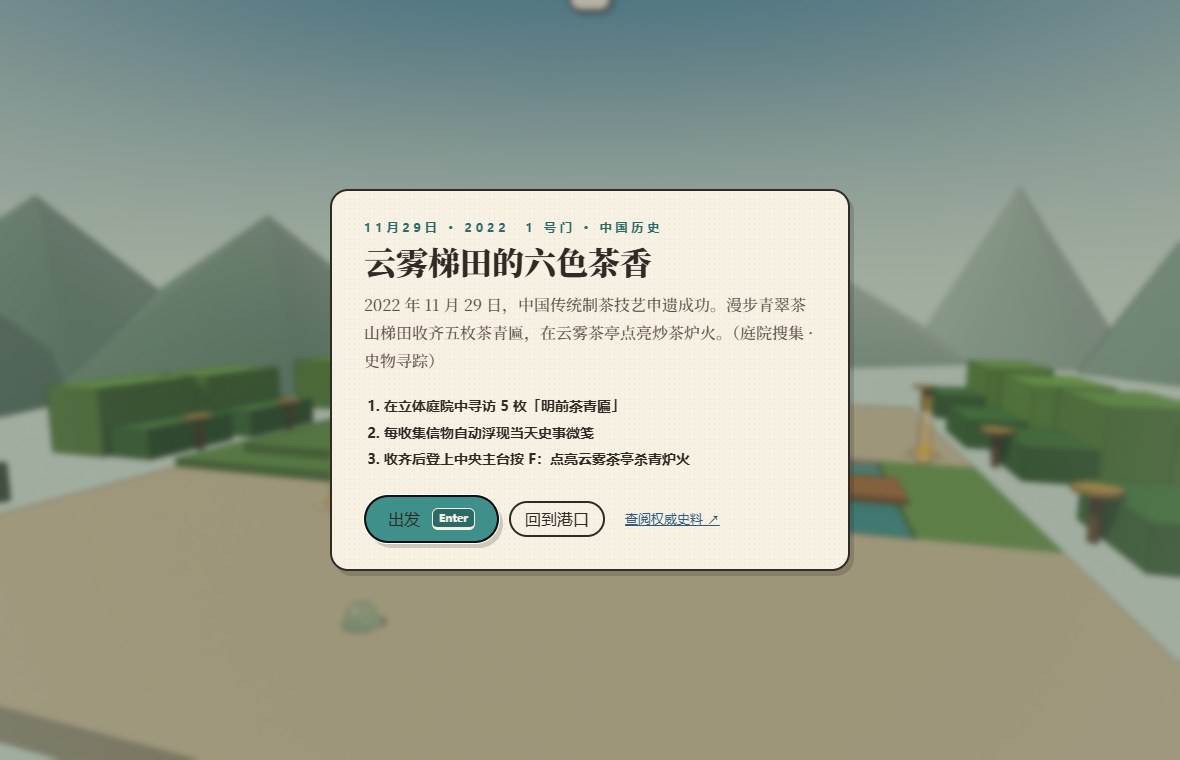 11月29日 • 2022 1 号门 • 中国历史
云雾梯田的六色茶香
2022 年 11 月 29 日，中国传统制茶技艺申遗成功。漫步青翠茶
山梯田收齐五枚茶青匾，在云雾茶亭点亮炒茶炉火。（庭院搜集 ·
史物寻踪）
1. 在立体庭院中寻访 5 枚「明前茶青匾」
2. 每收集信物自动浮现当天史事微笺
3. 收齐后登上中央主台按 F：点亮云雾茶亭杀青炉火
出发 Enter 回到港口 查阅权威史料 ↗